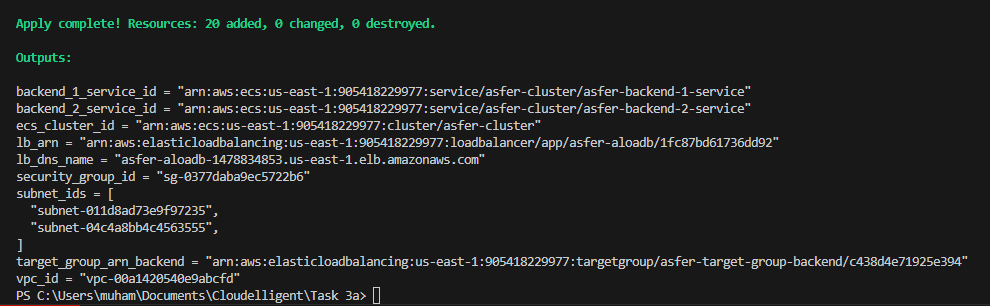 Apply complete! Resources: 20 added, 0 changed, 0 destroyed.
Outputs:
backend_1_service_id = "arn:aws:ecs:us-east-1:905418229977:service/asfer-cluster/asfer-backend-1-service"
backend_2_service_id = "arn:aws:ecs:us-east-1:905418229977:service/asfer-cluster/asfer-backend-2-service"
ecs_cluster_id = "arn:aws:ecs:us-east-1:905418229977:cluster/asfer-cluster"
lb_arn = "arn:aws:elasticloadbalancing:us-east-1:905418229977:loadbalancer/app/asfer-aloadb/1fc87bd61736dd92"
lb_dns_name = "asfer-aloadb-1478834853.us-east-1.elb.amazonaws.com"
security_group_id = "sg-0377daba9ec5722b6"
subnet_ids = [
  "subnet-011d8ad73e9f97235",
  "subnet-04c4a8bb4c4563555",
]
target_group_arn_backend = "arn:aws:elasticloadbalancing:us-east-1:905418229977:targetgroup/asfer-target-group-backend/c438d4e71925e394"
vpc_id = "vpc-00a1420540e9abcfd"
PS C:\Users\muham\Documents\Cloudelligent\Task 3a>